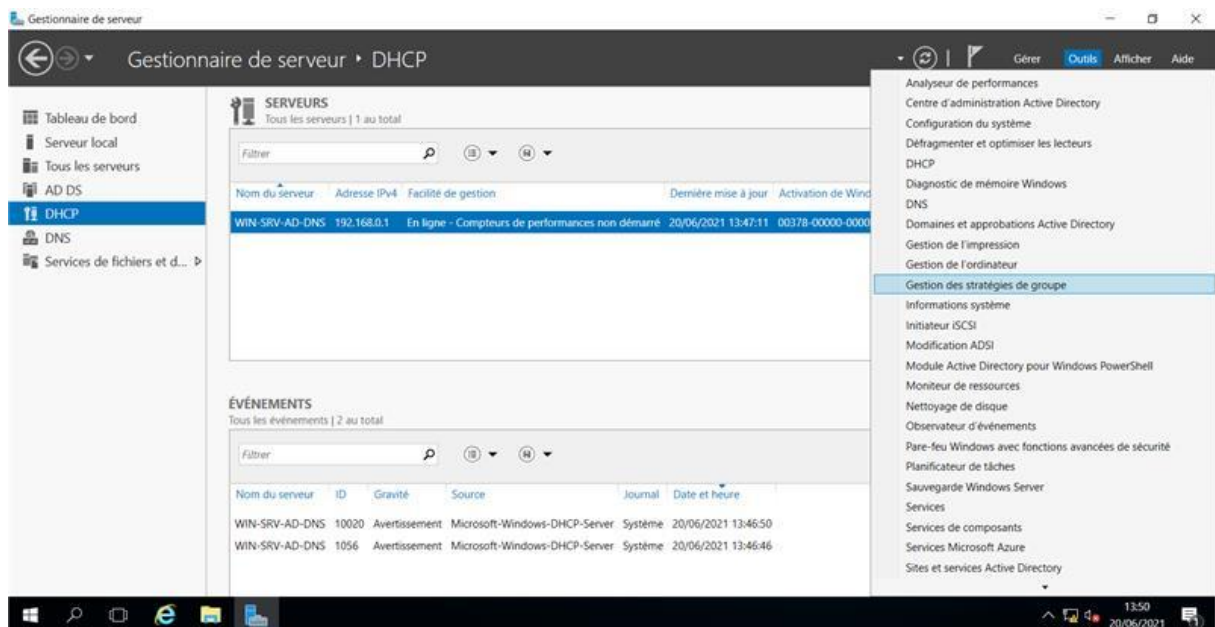 Gestionnaire de serveur
Gestionnaire de serveur • DHCP
Gérer Outils Afficher Aide
Tableau de bord
Serveur local
Tous les serveurs
AD DS
DHCP
DNS
Services de fichiers et d...
SERVEURS
Tous les serveurs | 1 au total
Filtrer
Nom du serveur Adresse IPv4 Facilité de gestion Dernière mise à jour Activation de Wind
WIN-SRV-AD-DNS 192.168.0.1 En ligne - Compteurs de performances non démarré 20/06/2021 13:47:11 00378-00000-0000
ÉVÉNEMENTS
Tous les événements | 2 au total
Filtrer
Nom du serveur ID Gravité Source Journal Date et heure
WIN-SRV-AD-DNS 10020 Avertissement Microsoft-Windows-DHCP-Server Système 20/06/2021 13:46:50
WIN-SRV-AD-DNS 1056 Avertissement Microsoft-Windows-DHCP-Server Système 20/06/2021 13:46:46
Analyseur de performances
Centre d'administration Active Directory
Configuration du système
Défragmenter et optimiser les lecteurs
DHCP
Diagnostic de mémoire Windows
DNS
Domaines et approbations Active Directory
Gestion de l'impression
Gestion de l'ordinateur
Gestion des stratégies de groupe
Informations système
Initiateur iSCSI
Modification ADSI
Module Active Directory pour Windows PowerShell
Moniteur de ressources
Nettoyage de disque
Observateur d'événements
Pare-feu Windows avec fonctions avancées de sécurité
Planificateur de tâches
Sauvegarde Windows Server
Services
Services de composants
Services Microsoft Azure
Sites et services Active Directory
13:50
20/06/2021